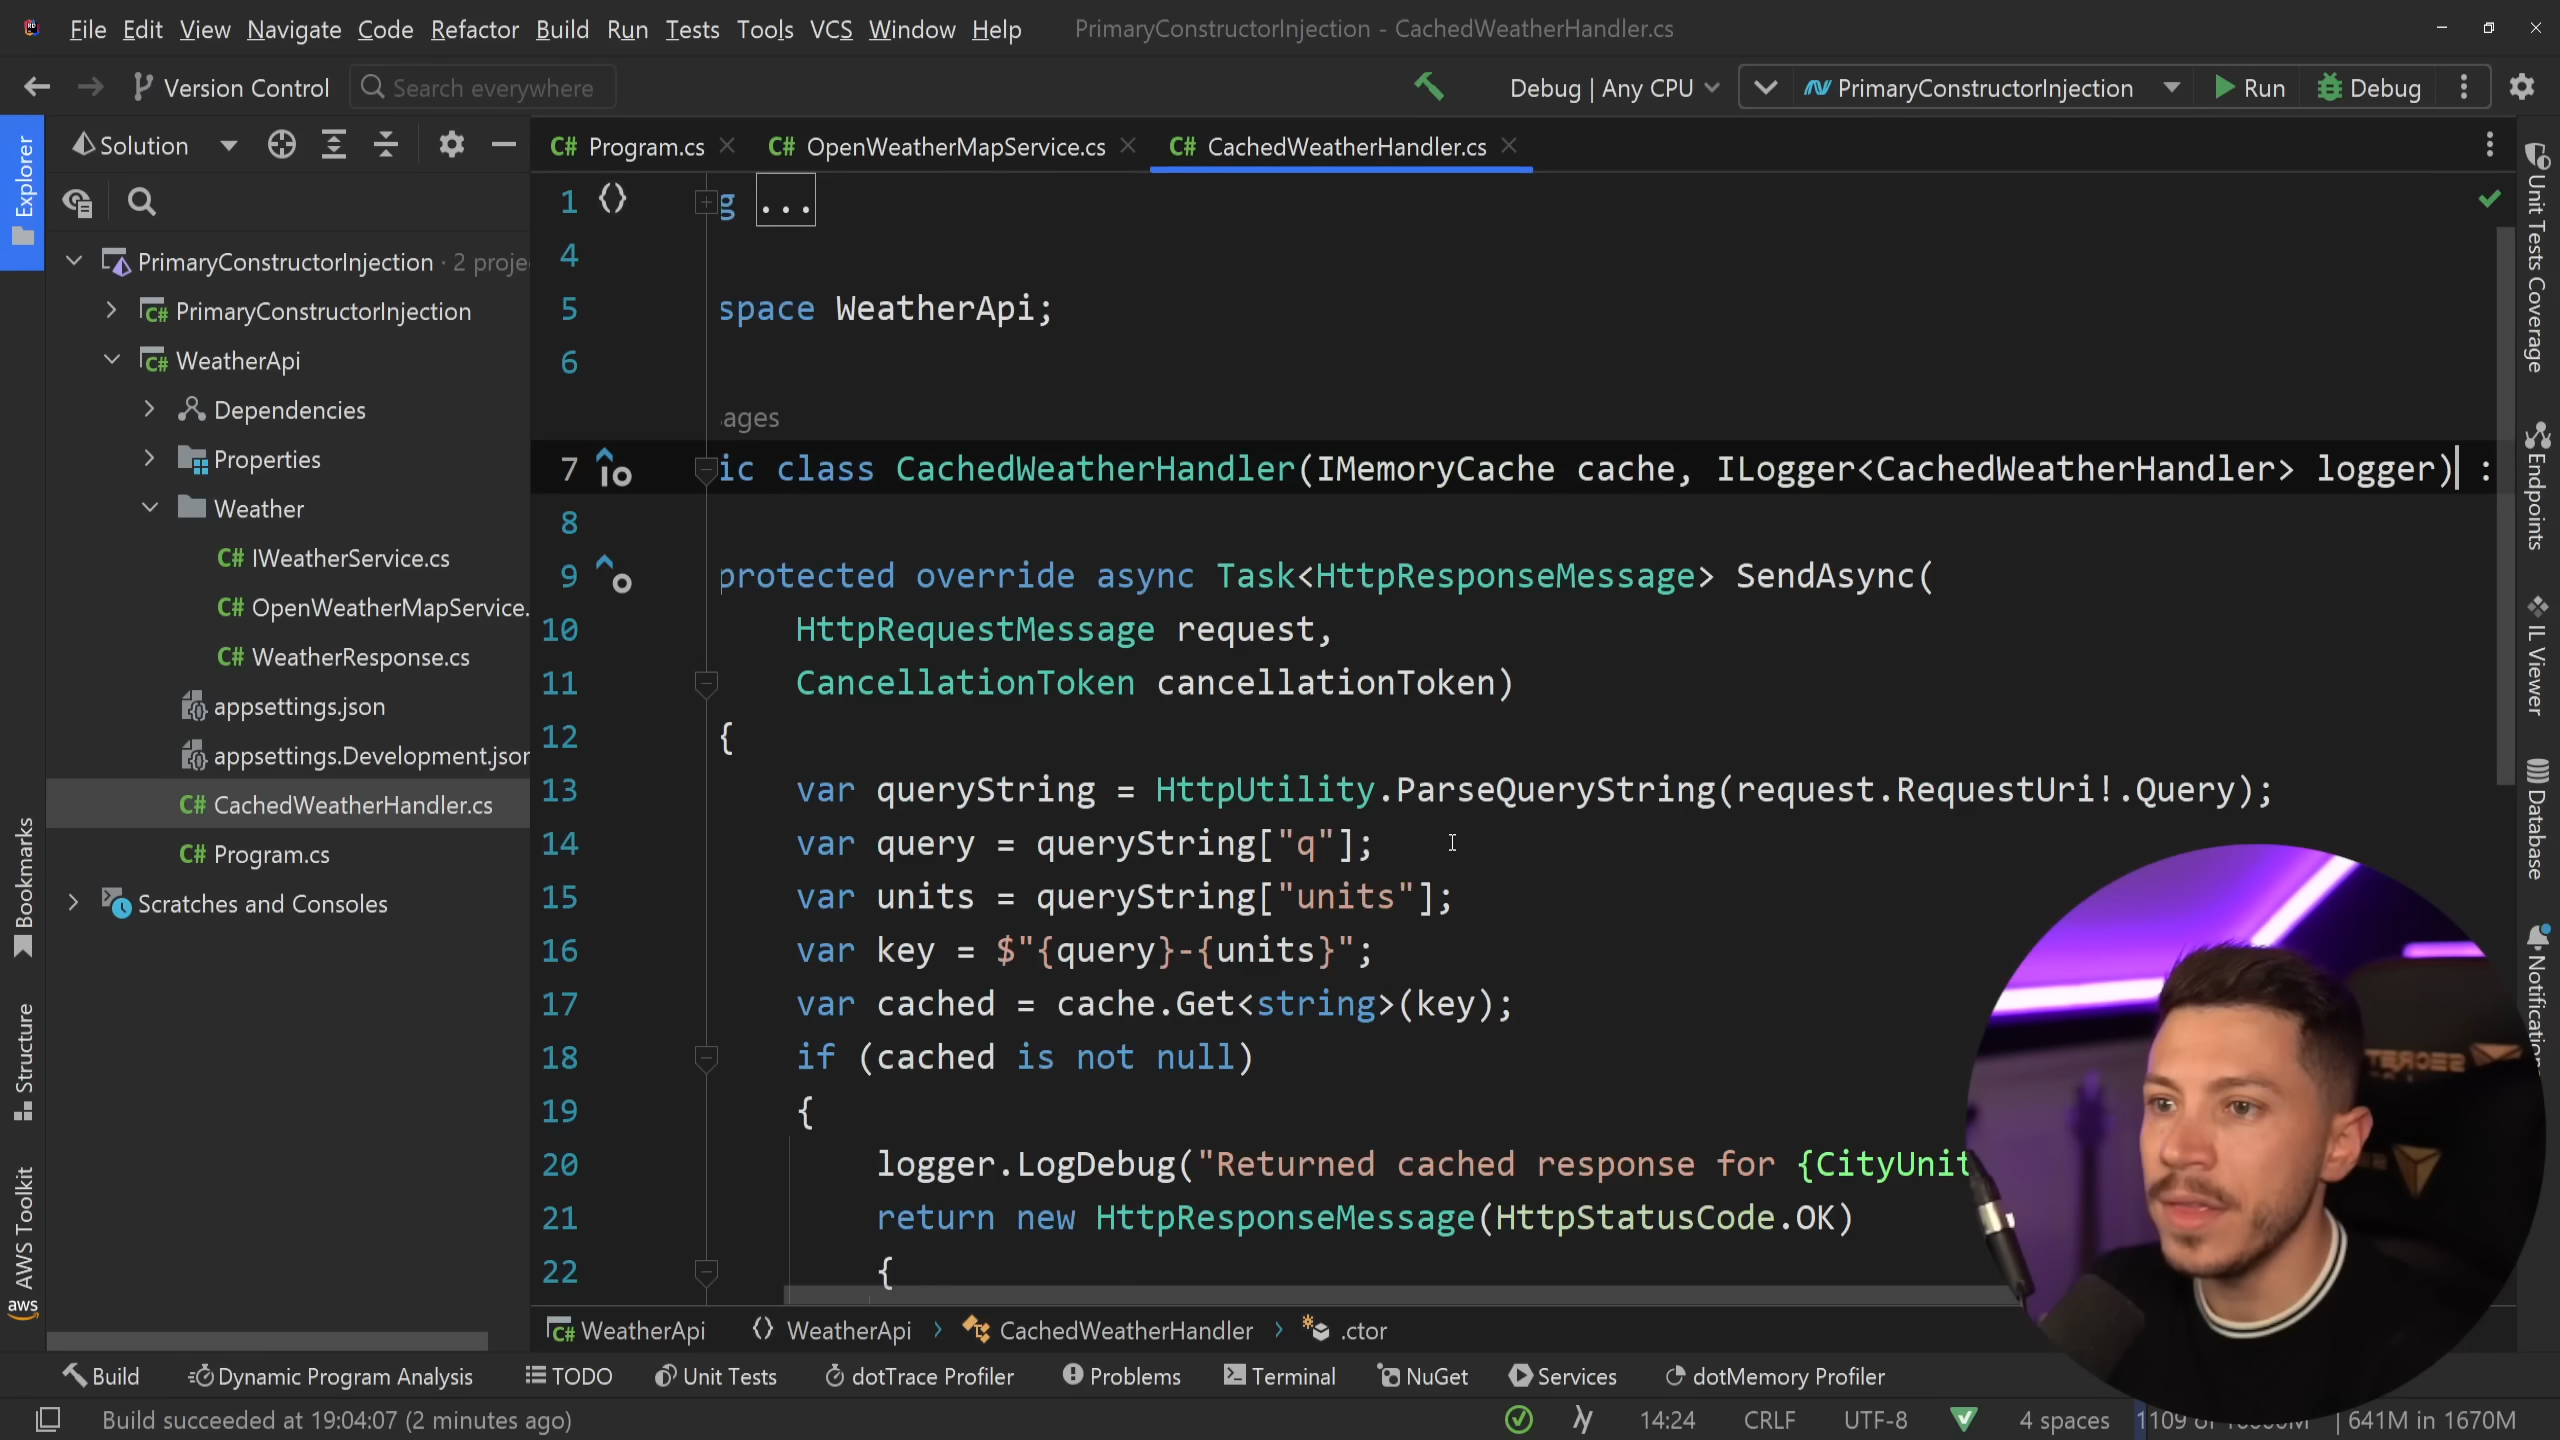 File Edit View Navigate Code Refactor Build Run Tests Tools VCS Window Help PrimaryConstructorInjection - CachedWeatherHandler.cs
Version Control Search everywhere Debug | Any CPU PrimaryConstructorInjection Run Debug
Explorer
Solution
PrimaryConstructorInjection · 2 proje
PrimaryConstructorInjection
WeatherApi
Dependencies
Properties
Weather
C# IWeatherService.cs
C# OpenWeatherMapService.
C# WeatherResponse.cs
appsettings.json
appsettings.Development.json
C# CachedWeatherHandler.cs
C# Program.cs
Scratches and Consoles
Bookmarks
Structure
AWS Toolkit
aws
C# Program.cs C# OpenWeatherMapService.cs C# CachedWeatherHandler.cs
1 g ...
4
5 space WeatherApi;
6
ages
7 ic class CachedWeatherHandler(IMemoryCache cache, ILogger<CachedWeatherHandler> logger) :
8
9 protected override async Task<HttpResponseMessage> SendAsync(
10 HttpRequestMessage request,
11 CancellationToken cancellationToken)
12 {
13 var queryString = HttpUtility.ParseQueryString(request.RequestUri!.Query);
14 var query = queryString["q"];
15 var units = queryString["units"];
16 var key = $"{query}-{units}";
17 var cached = cache.Get<string>(key);
18 if (cached is not null)
19 {
20 logger.LogDebug("Returned cached response for {CityUnit
21 return new HttpResponseMessage(HttpStatusCode.OK)
22 {
Unit Tests Coverage
Endpoints
IL Viewer
Database
Notification
WeatherApi WeatherApi CachedWeatherHandler .ctor
Build Dynamic Program Analysis TODO Unit Tests dotTrace Profiler Problems Terminal NuGet Services dotMemory Profiler
Build succeeded at 19:04:07 (2 minutes ago) 14:24 CRLF UTF-8 4 spaces 1109 of 641M in 1670M